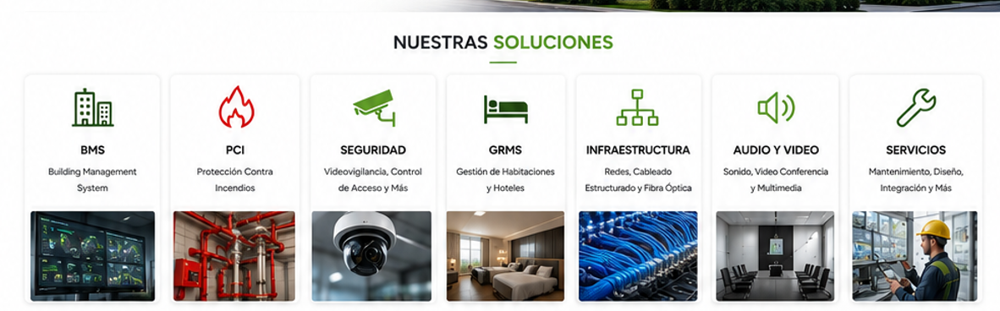 NUESTRAS SOLUCIONES
BMS
Building Management
System
PCI
Protección Contra
Incendios
SEGURIDAD
Videovigilancia, Control
de Acceso y Más
GRMS
Gestión de Habitaciones
y Hoteles
INFRAESTRUCTURA
Redes, Cableado
Estructurado y Fibra Óptica
AUDIO Y VIDEO
Sonido, Video Conferencia
y Multimedia
SERVICIOS
Mantenimiento, Diseño,
Integración y Más